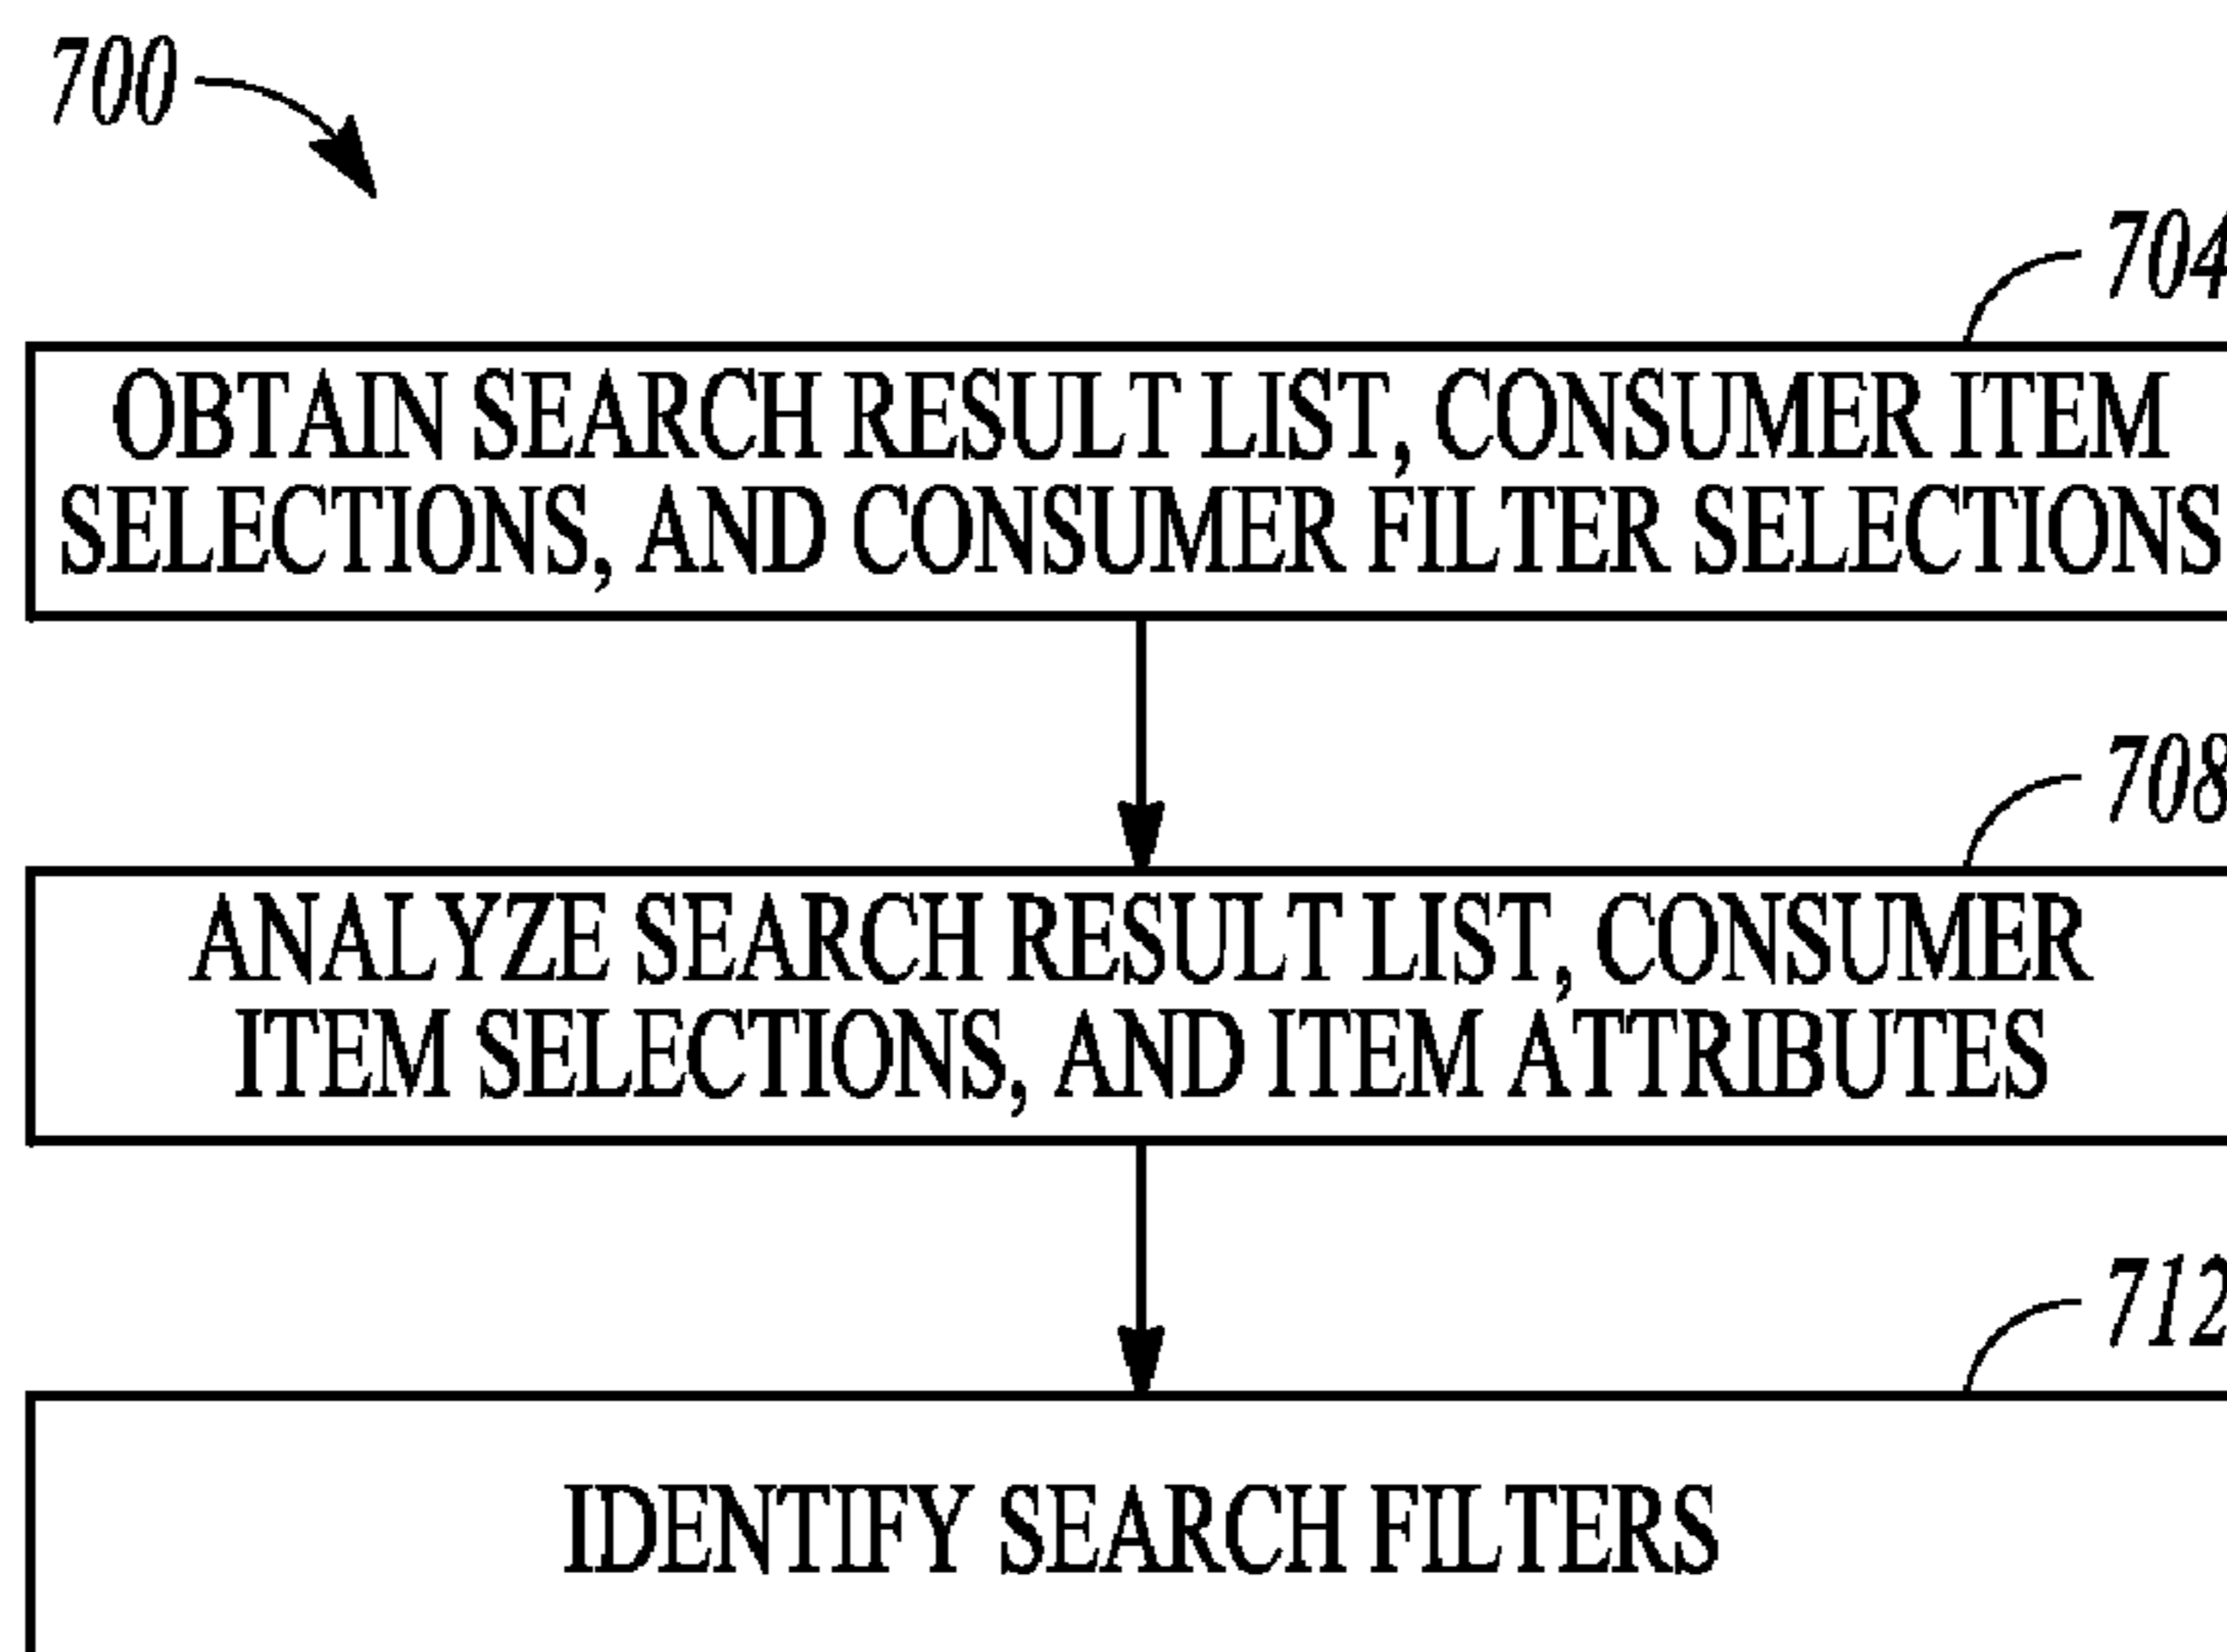 700
704
OBTAIN SEARCH RESULT LIST, CONSUMER ITEM
SELECTIONS, AND CONSUMER FILTER SELECTIONS
708
ANALYZE SEARCH RESULT LIST, CONSUMER
ITEM SELECTIONS, AND ITEM ATTRIBUTES
712
IDENTIFY SEARCH FILTERS